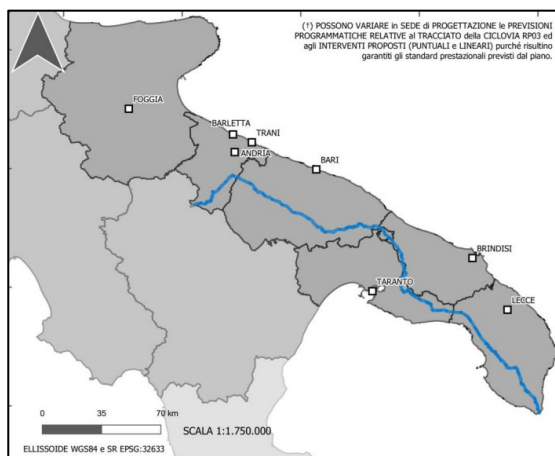 (†) POSSONO VARIARE in SEDE di PROGETTAZIONE le PREVISIONI
PROGRAMMATICHE RELATIVE al TRACCIATO della CICLOVIA RP03 ed
agli INTERVENTI PROPOSTI (PUNTUALI e LINEARI) purché risultino
garantiti gli standard prestazionali previsti dal piano.
FOGGIA
BARLETTA
TRANI
ANDRIA
BARI
BRINDISI
TARANTO
LECCE
0 35 70 km
SCALA 1:1.750.000
ELLISSOIDE WGS84 e SR EPSG:32633